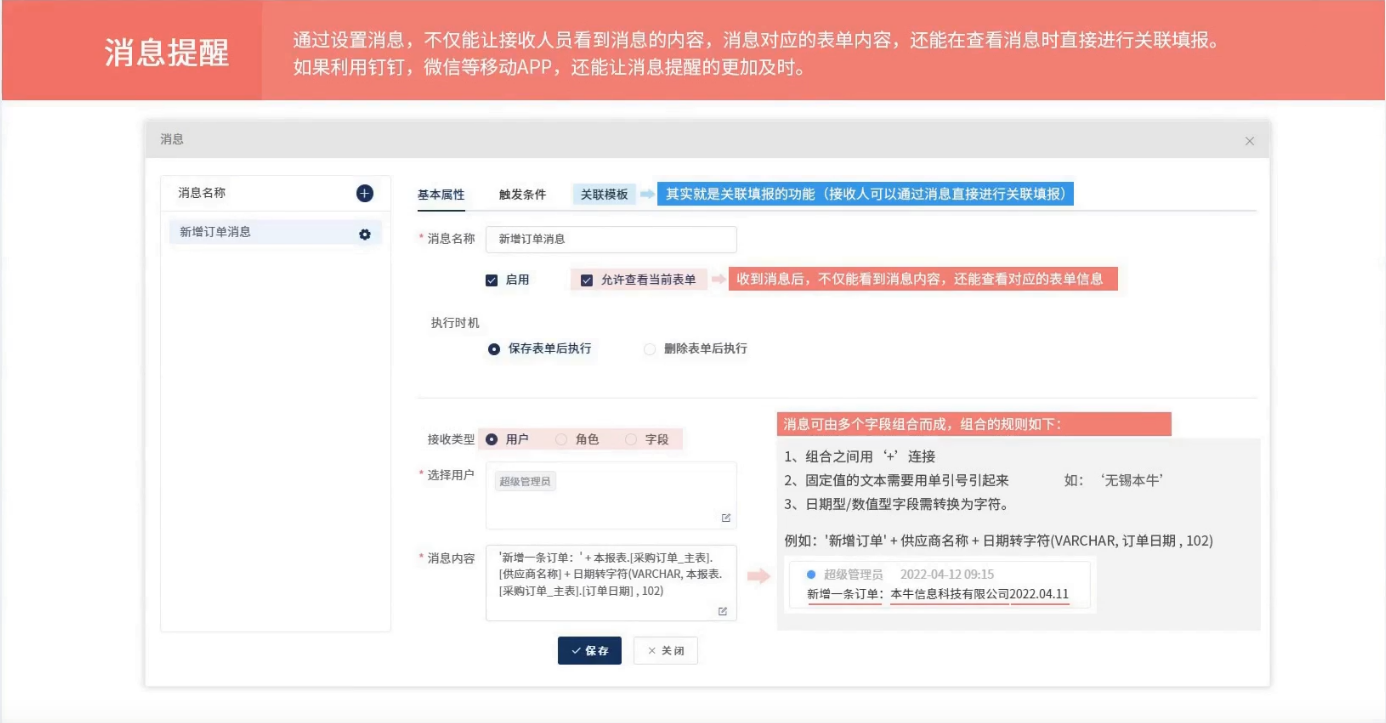 消息提醒
通过设置消息，不仅能让接收人员看到消息的内容，消息对应的表单内容，还能在查看消息时直接进行关联填报。
如果利用钉钉，微信等移动APP，还能让消息提醒的更加及时。
消息
消息名称
新增订单消息
基本属性 触发条件 关联模板 其实就是关联填报的功能（接收人可以通过消息直接进行关联填报）
* 消息名称 新增订单消息
启用 允许查看当前表单 收到消息后，不仅能看到消息内容，还能查看对应的表单信息
执行时机
保存表单后执行 删除表单后执行
接收类型 用户 角色 字段
* 选择用户 超级管理员
* 消息内容 '新增一条订单：' + 本报表.[采购订单_主表].
[供应商名称] + 日期转字符(VARCHAR, 本报表.
[采购订单_主表].[订单日期] , 102)
消息可由多个字段组合而成，组合的规则如下：
1、组合之间用‘+’连接
2、固定值的文本需要用单引号引起来 如：‘无锡本牛’
3、日期型/数值型字段需转换为字符。
例如：'新增订单' + 供应商名称 + 日期转字符(VARCHAR, 订单日期 , 102)
超级管理员 2022-04-12 09:15
新增一条订单：本牛信息科技有限公司2022.04.11
保存 关闭